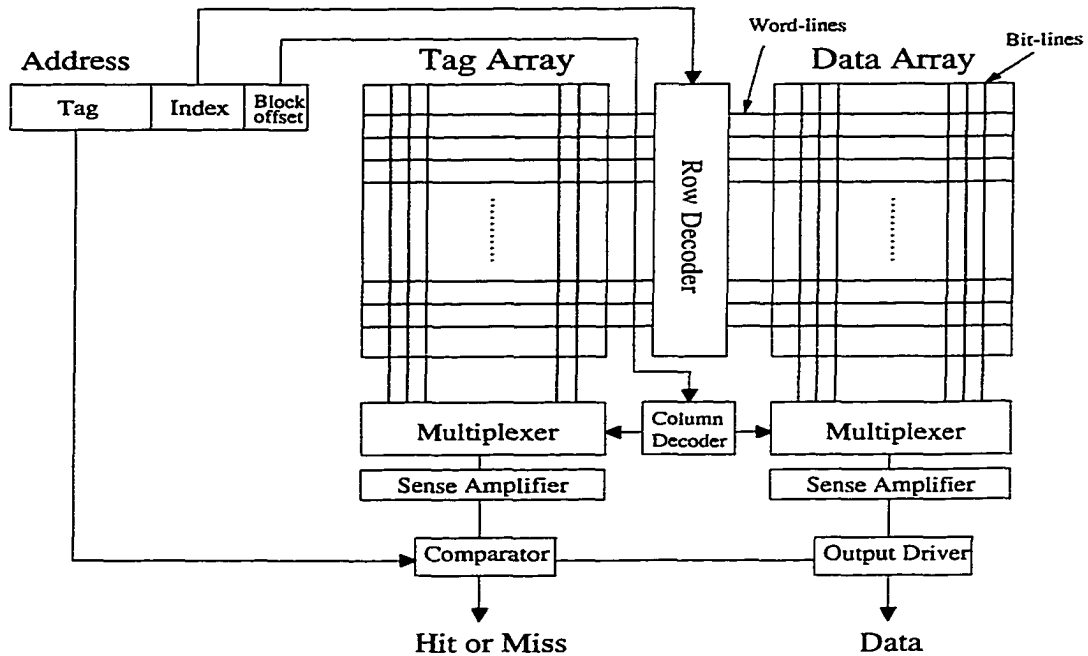 Address
Tag
Index
Block
offset
Tag Array
Data Array
Word-lines
Bit-lines
Row Decoder
Multiplexer
Column
Decoder
Multiplexer
Sense Amplifier
Sense Amplifier
Comparator
Output Driver
Hit or Miss
Data